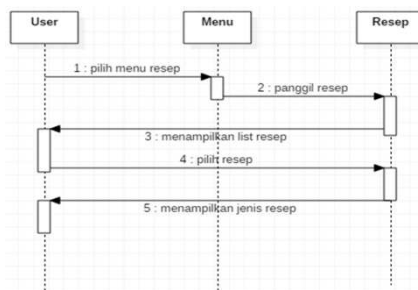 User
Menu
Resep
1 : pilih menu resep
2 : panggil resep
3 : menampilkan list resep
4 : pilih resep
5 : menampilkan jenis resep